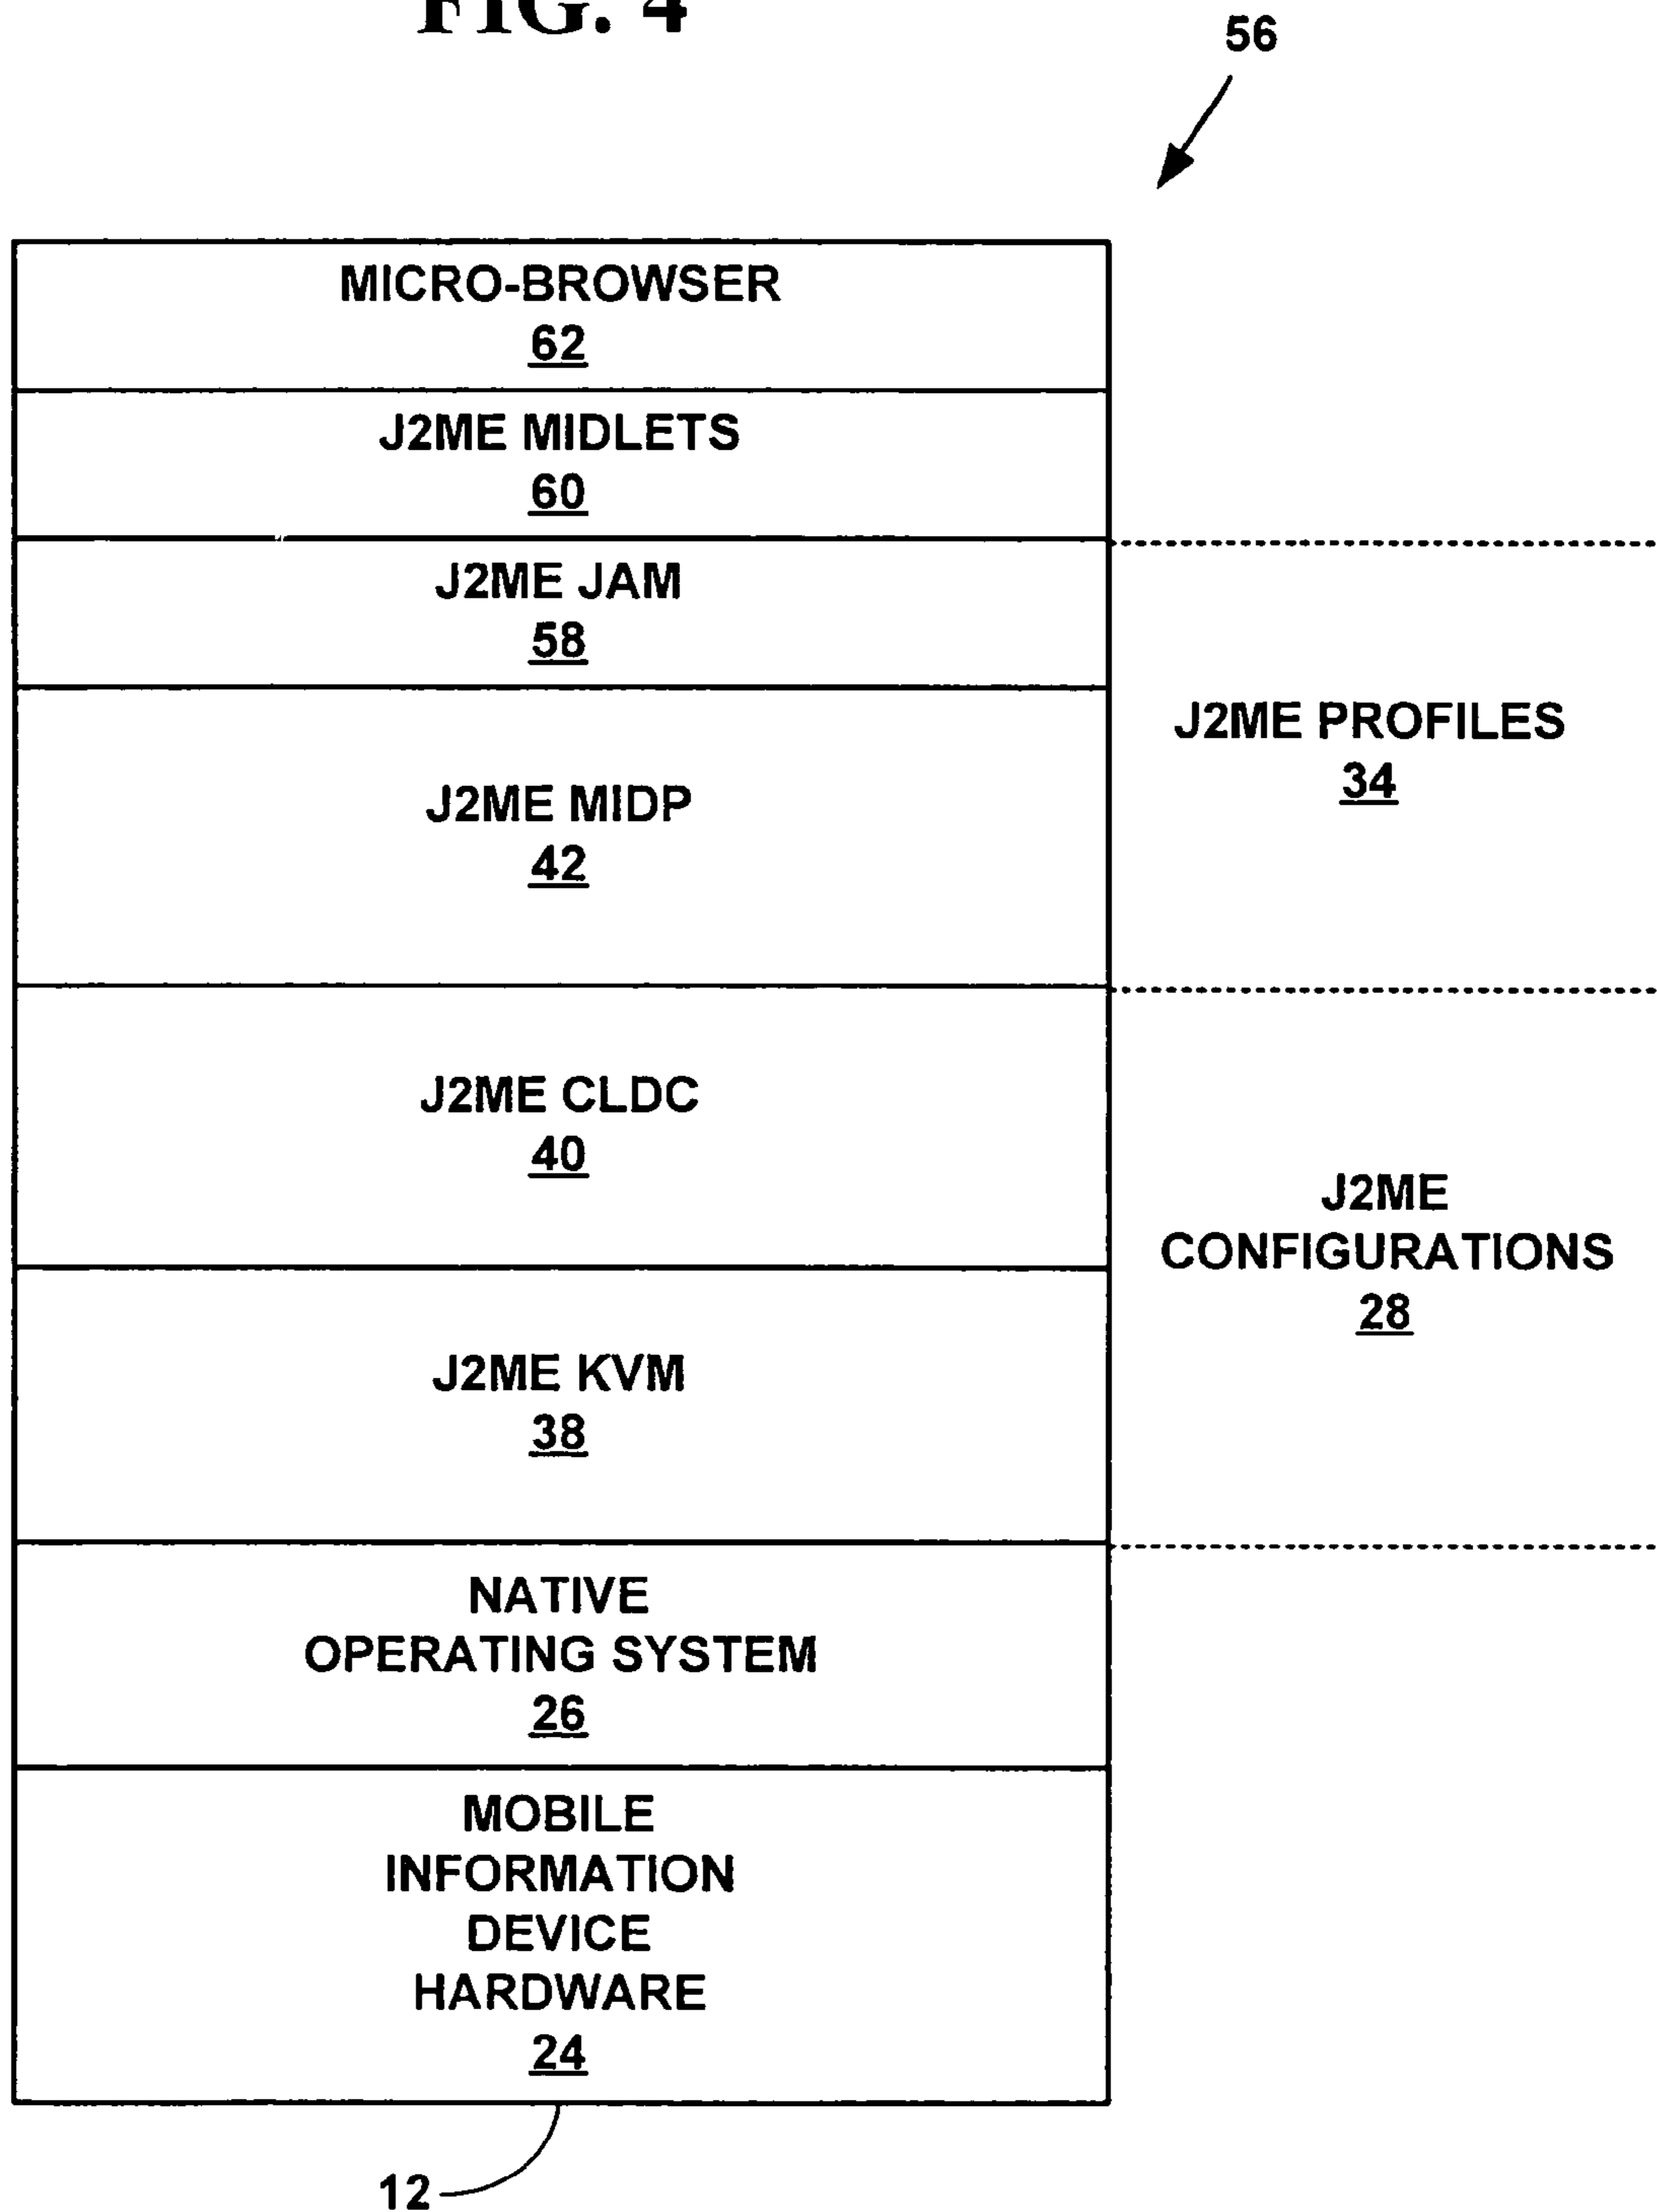 FIG. 4
56
MICRO-BROWSER
62
J2ME MIDLETS
60
J2ME JAM
58
J2ME MIDP
42
J2ME PROFILES
34
J2ME CLDC
40
J2ME
CONFIGURATIONS
28
J2ME KVM
38
NATIVE
OPERATING SYSTEM
26
MOBILE
INFORMATION
DEVICE
HARDWARE
24
12